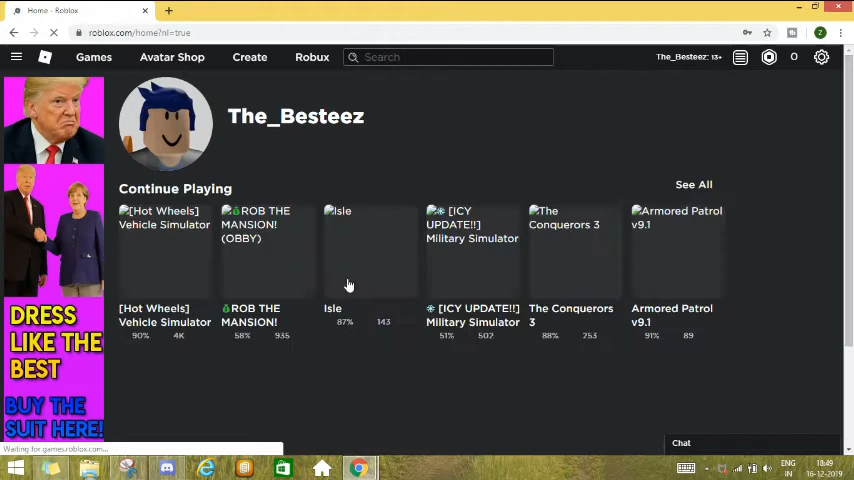 Home - Roblox
roblox.com/home?nl=true
Games
Avatar Shop
Create
Robux
Search
The_Besteez: 13+
0
The_Besteez
Continue Playing
See All
[Hot Wheels]
Vehicle Simulator
ROB THE
MANSION!
(OBBY)
Isle
[ICY
UPDATE!!]
Military Simulator
The
Conquerors 3
Armored Patrol
v9.1
[Hot Wheels]
Vehicle Simulator
90% 4K
ROB THE
MANSION!
58% 935
Isle
87% 143
[ICY UPDATE!!]
Military Simulator
51% 502
The Conquerors
3
88% 253
Armored Patrol
v9.1
91% 89
DRESS
LIKE THE
BEST
BUY THE
SUIT HERE!
Chat
Waiting for games.roblox.com...
ENG
IN
18:49
16-12-2019
Z